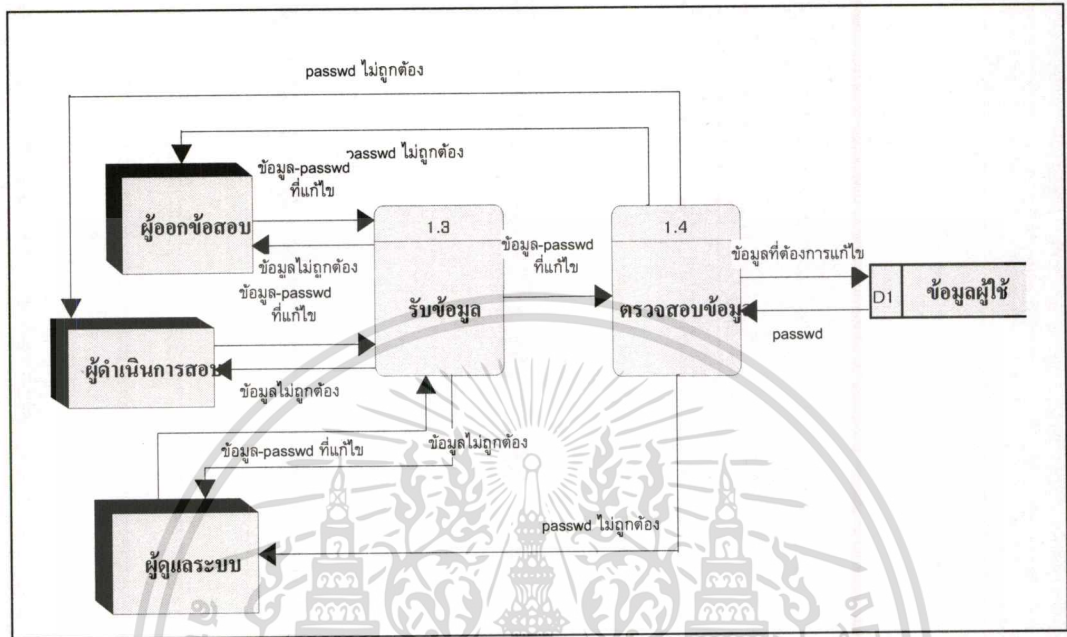 passwd ไม่ถูกต้อง
passwd ไม่ถูกต้อง
ข้อมูล-passwd
ที่แก้ไข
ผู้ออกข้อสอบ
1.3
1.4
ข้อมูล-passwd
ที่แก้ไข
ข้อมูลที่ต้องการแก้ไข
ข้อมูลไม่ถูกต้อง
ข้อมูล-passwd
ที่แก้ไข
รับข้อมูล
ตรวจสอบข้อมูล
D1
ข้อมูลผู้ใช้
passwd
ผู้ดำเนินการสอบ
ข้อมูลไม่ถูกต้อง
ข้อมูล-passwd ที่แก้ไข
ข้อมูลไม่ถูกต้อง
passwd ไม่ถูกต้อง
ผู้ดูแลระบบ